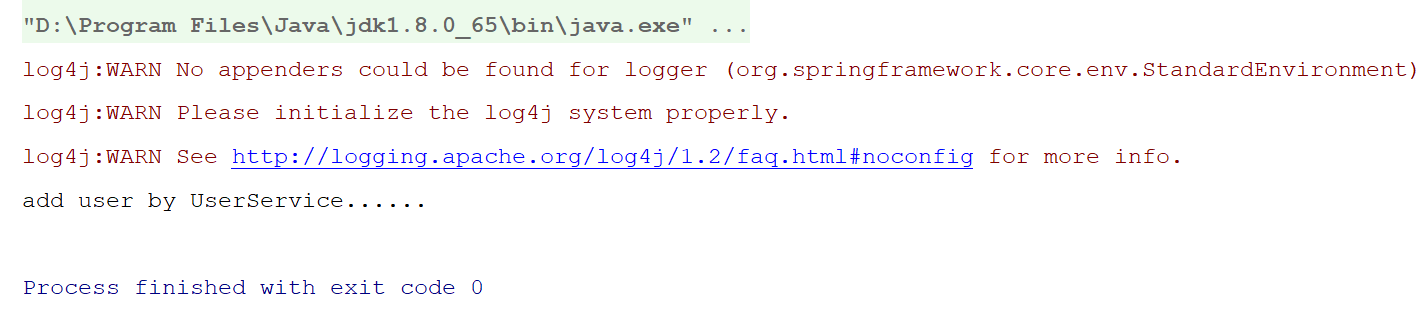 "D:\Program Files\Java\jdk1.8.0_65\bin\java.exe" ...
log4j:WARN No appenders could be found for logger (org.springframework.core.env.StandardEnvironment)
log4j:WARN Please initialize the log4j system properly.
log4j:WARN See http://logging.apache.org/log4j/1.2/faq.html#noconfig for more info.
add user by UserService......
Process finished with exit code 0